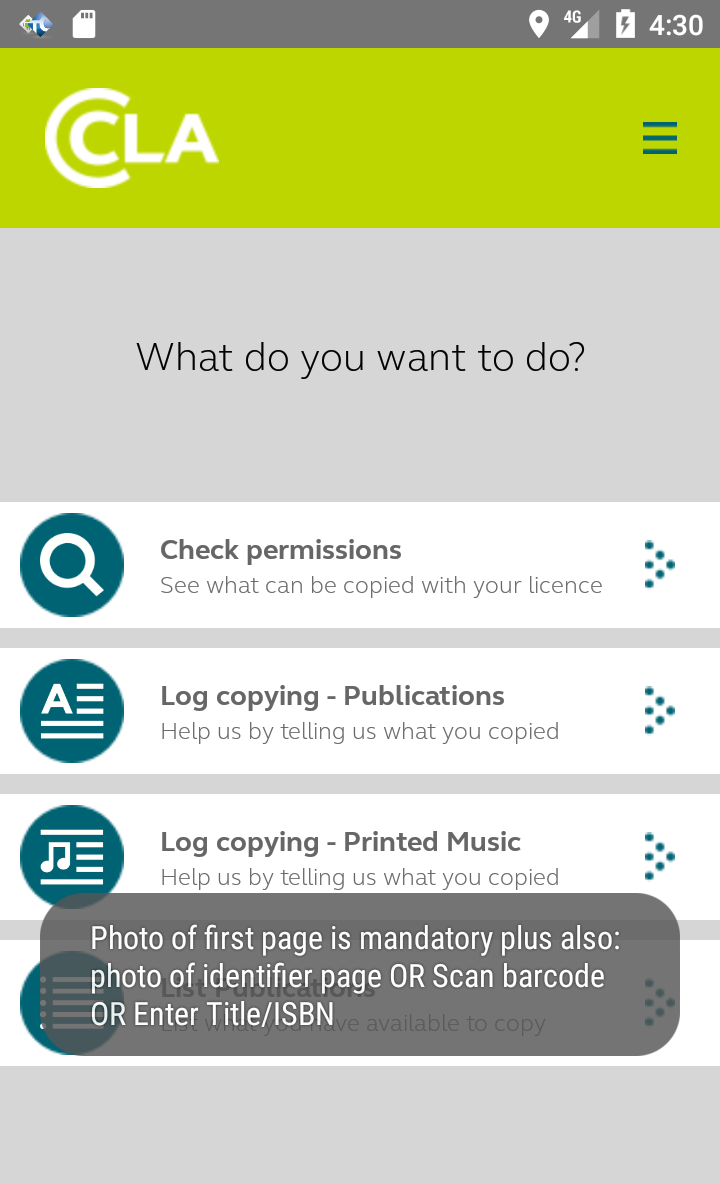 4G 4:30
CLA
What do you want to do?
Check permissions
See what can be copied with your licence
Log copying - Publications
Help us by telling us what you copied
Log copying - Printed Music
Help us by telling us what you copied
Photo of first page is mandatory plus also:
photo of identifier page OR Scan barcode
OR Enter Title/ISBN
List Publications
List what you have available to copy